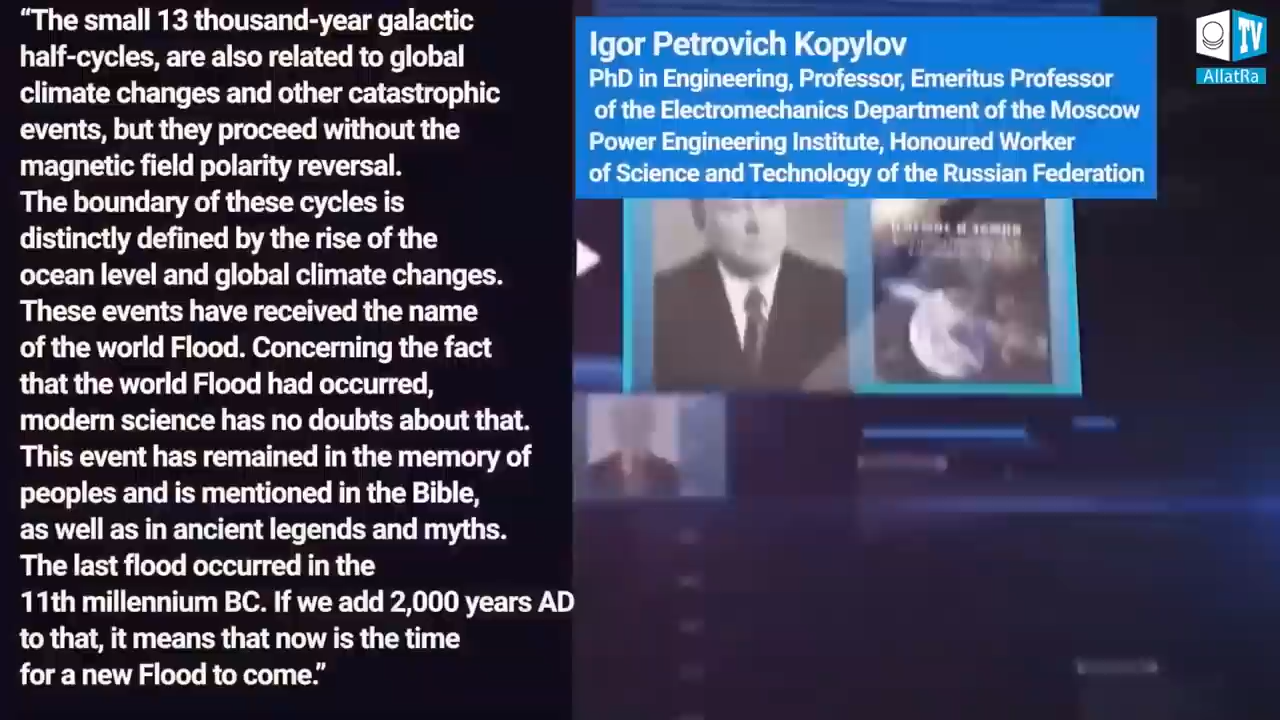 “The small 13 thousand-year galactic
half-cycles, are also related to global
climate changes and other catastrophic
events, but they proceed without the
magnetic field polarity reversal.
The boundary of these cycles is
distinctly defined by the rise of the
ocean level and global climate changes.
These events have received the name
of the world Flood. Concerning the fact
that the world Flood had occurred,
modern science has no doubts about that.
This event has remained in the memory of
peoples and is mentioned in the Bible,
as well as in ancient legends and myths.
The last flood occurred in the
11th millennium BC. If we add 2,000 years AD
to that, it means that now is the time
for a new Flood to come.”
Igor Petrovich Kopylov
PhD in Engineering, Professor, Emeritus Professor
of the Electromechanics Department of the Moscow
Power Engineering Institute, Honoured Worker
of Science and Technology of the Russian Federation
TV
AllatRa